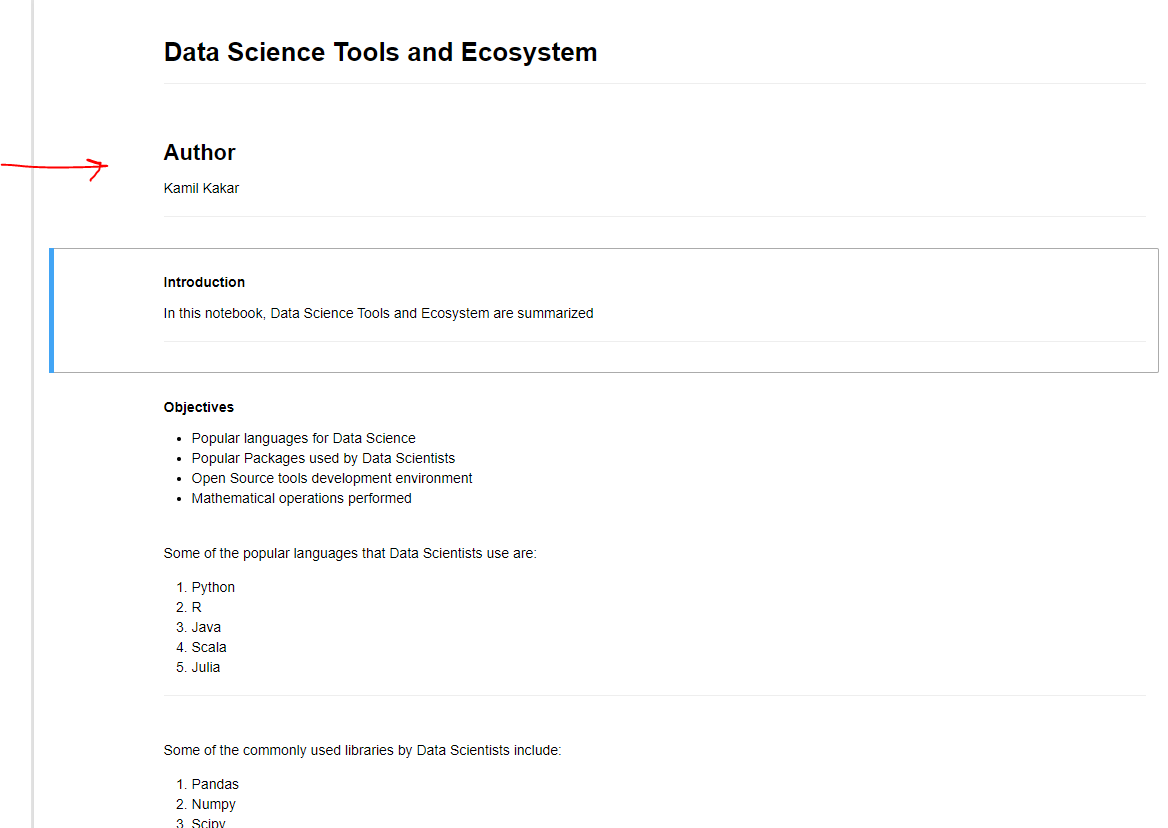 Data Science Tools and Ecosystem
Author
Kamil Kakar
Introduction
In this notebook, Data Science Tools and Ecosystem are summarized
Objectives
• Popular languages for Data Science
• Popular Packages used by Data Scientists
• Open Source tools development environment
• Mathematical operations performed
Some of the popular languages that Data Scientists use are:
1. Python
2. R
3. Java
4. Scala
5. Julia
Some of the commonly used libraries by Data Scientists include:
1. Pandas
2. Numpy
3. Scipy